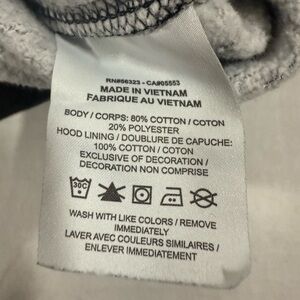 RN#56323 - CA#05553
MADE IN VIETNAM
FABRIQUE AU VIETNAM
BODY / CORPS: 80% COTTON / COTON
20% POLYESTER
HOOD LINING / DOUBLURE DE CAPUCHE:
100% COTTON / COTON
EXCLUSIVE OF DECORATION /
DECORATION NON COMPRISE
30C
WASH WITH LIKE COLORS / REMOVE
IMMEDIATELY
LAVER AVEC COULEURS SIMILAIRES /
ENLEVER IMMEDIATEMENT